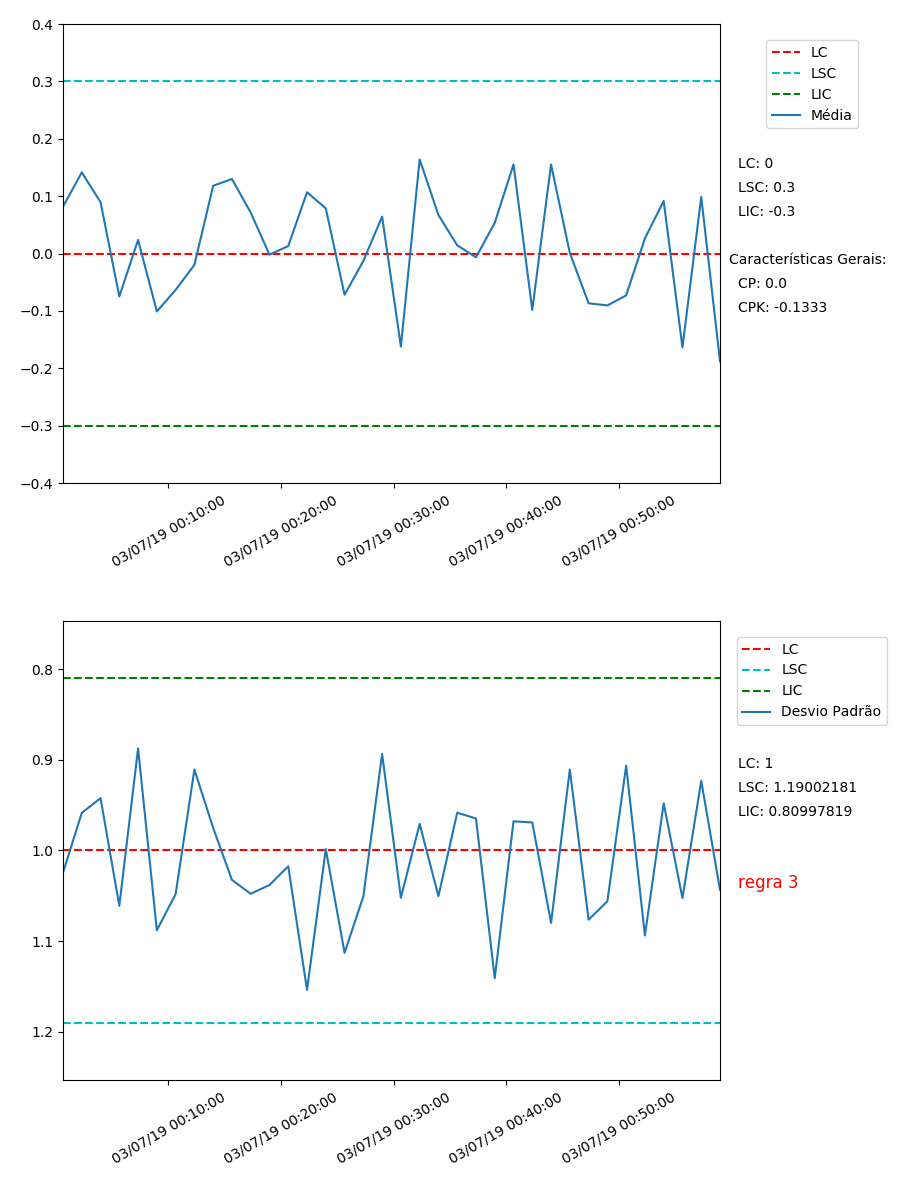 0.4
0.3
0.2
0.1
0.0
−0.1
−0.2
−0.3
−0.4
03/07/19 00:10:00
03/07/19 00:20:00
03/07/19 00:30:00
03/07/19 00:40:00
03/07/19 00:50:00
LC
LSC
LIC
Média
LC: 0
LSC: 0.3
LIC: -0.3
Características Gerais:
CP: 0.0
CPK: -0.1333
0.8
0.9
1.0
1.1
1.2
03/07/19 00:10:00
03/07/19 00:20:00
03/07/19 00:30:00
03/07/19 00:40:00
03/07/19 00:50:00
LC
LSC
LIC
Desvio Padrão
LC: 1
LSC: 1.19002181
LIC: 0.80997819
regra 3